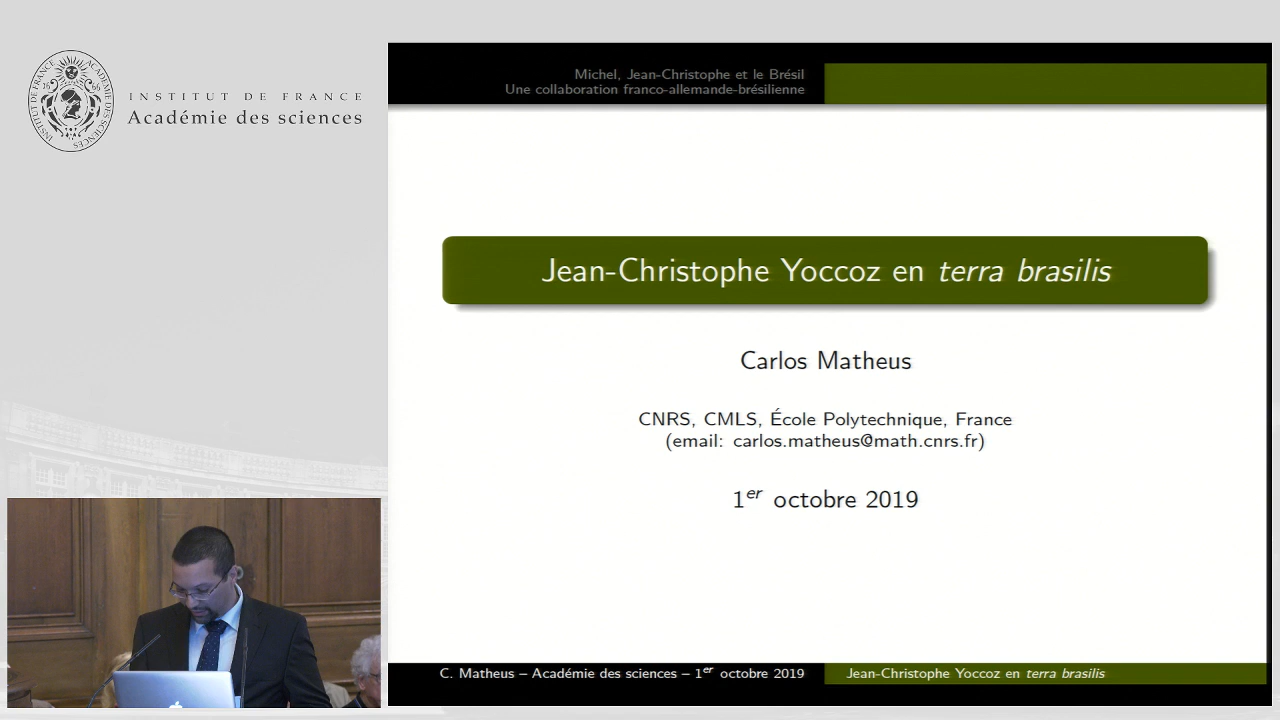 INSTITUT DE FRANCE
Académie des sciences
Michel, Jean-Christophe et le Brésil
Une collaboration franco-allemande-brésilienne
Jean-Christophe Yoccoz en terra brasilis
Carlos Matheus
CNRS, CMLS, École Polytechnique, France
(email: carlos.matheus@math.cnrs.fr)
1er octobre 2019
C. Matheus – Académie des sciences – 1er octobre 2019
Jean-Christophe Yoccoz en terra brasilis